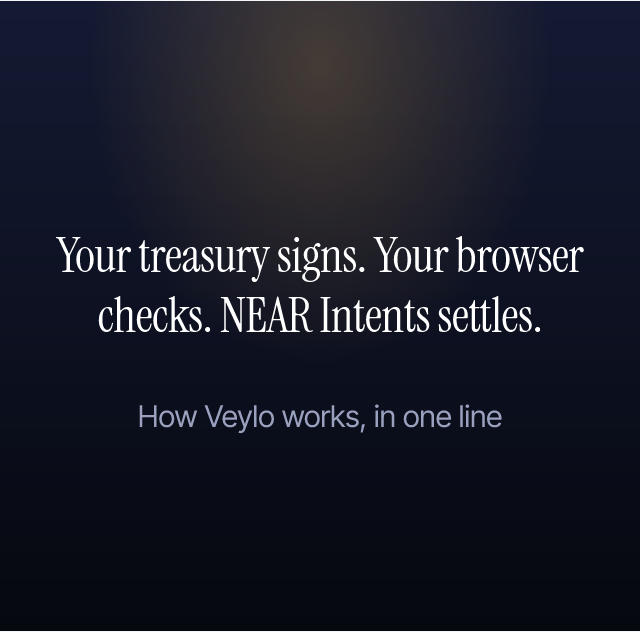 Your treasury signs. Your browser
checks. NEAR Intents settles.
How Veylo works, in one line